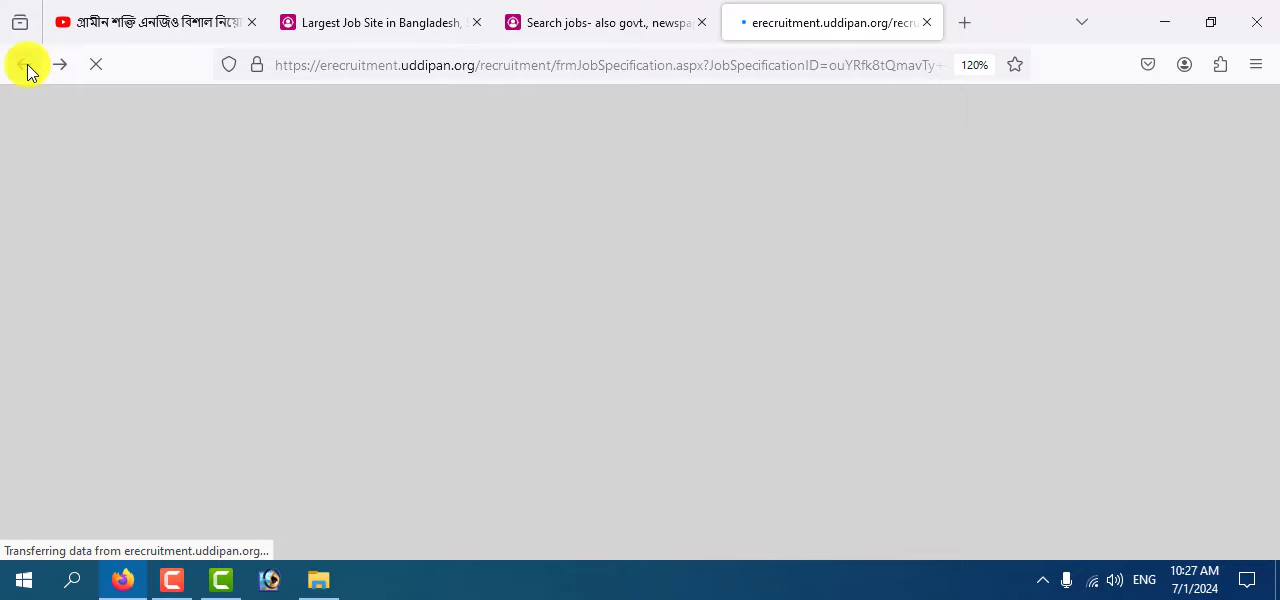 গ্রামীন শক্তি এনজিও বিশাল নিয়ো
Largest Job Site in Bangladesh,
Search jobs- also govt., newspa
erecruitment.uddipan.org/recru
https://erecruitment.uddipan.org/recruitment/frmJobSpecification.aspx?JobSpecificationID=ouYRfk8tQmavTy+
120%
Transferring data from erecruitment.uddipan.org...
ENG
10:27 AM
7/1/2024